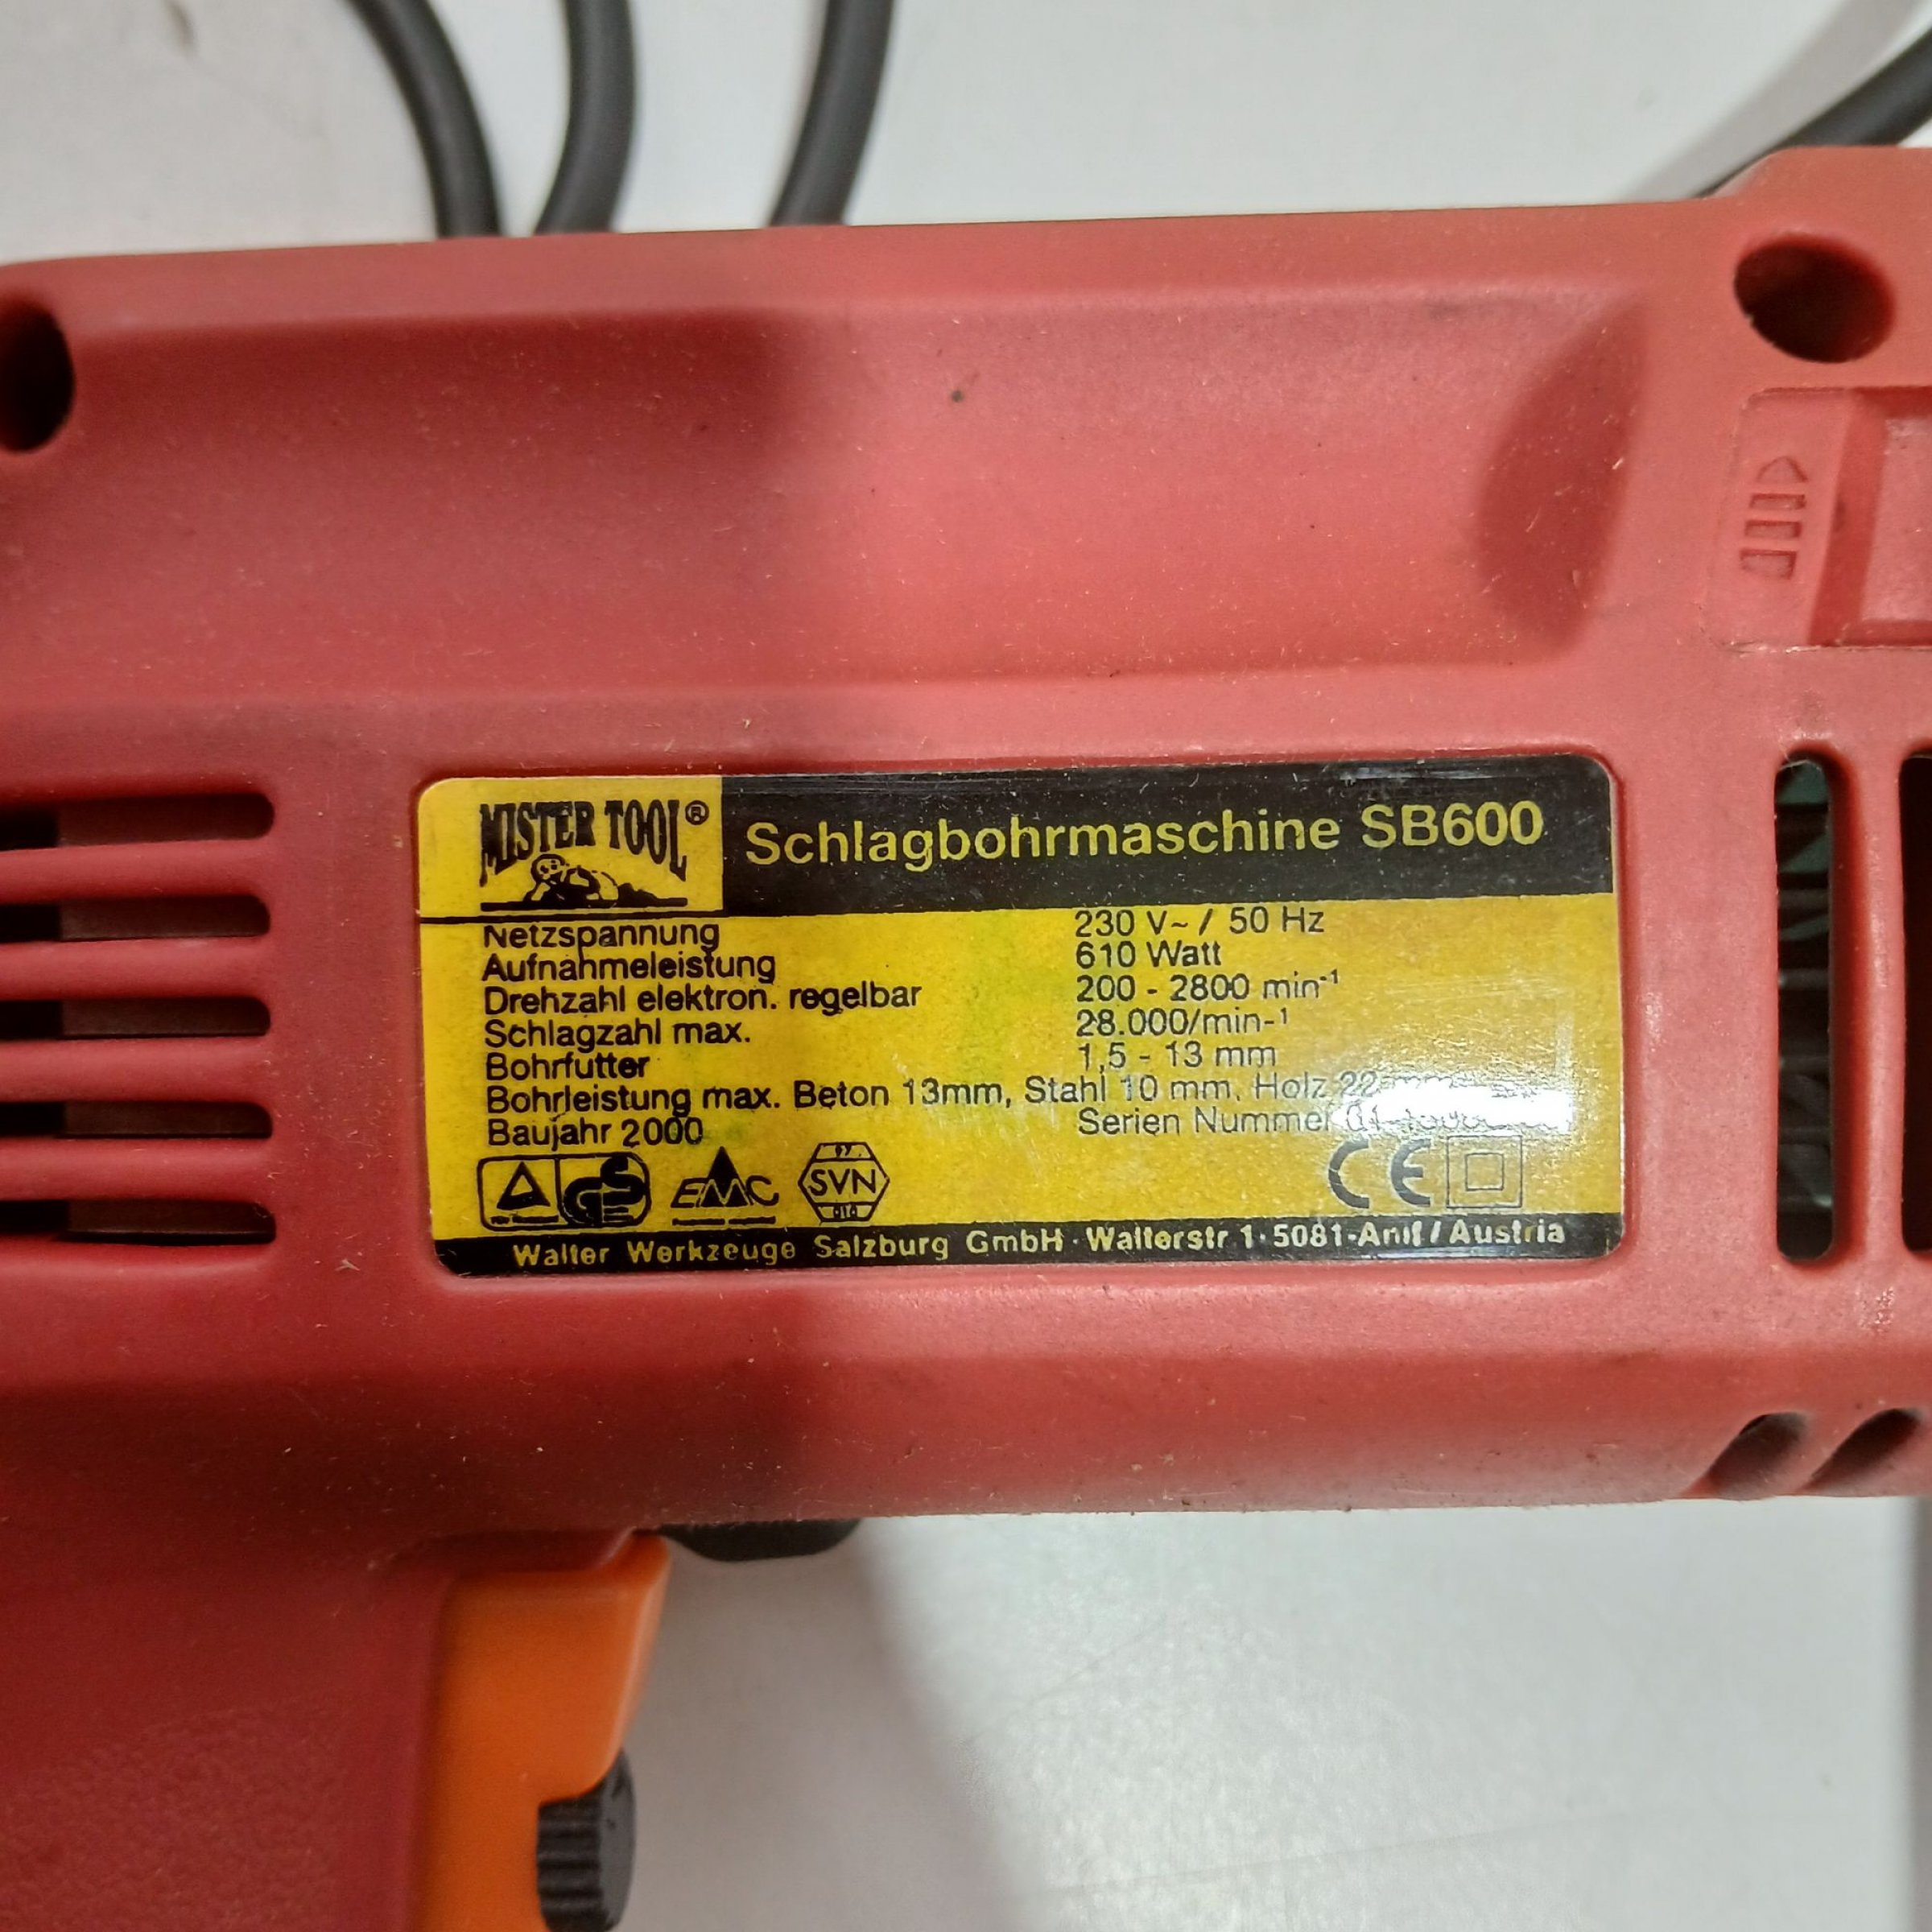 MISTER TOOL®
Schlagbohrmaschine SB600
Netzspannung 230 V~ / 50 Hz
Aufnahmeleistung 610 Watt
Drehzahl elektron. regelbar 200 - 2800 min-¹
Schlagzahl max. 28.000/min-¹
Bohrfutter 1,5 - 13 mm
Bohrleistung max. Beton 13mm, Stahl 10 mm, Holz 22
Baujahr 2000 Serien Nummer
GS EMC SVN CE
Walter Werkzeuge Salzburg GmbH · Walterstr 1 · 5081-Anif / Austria